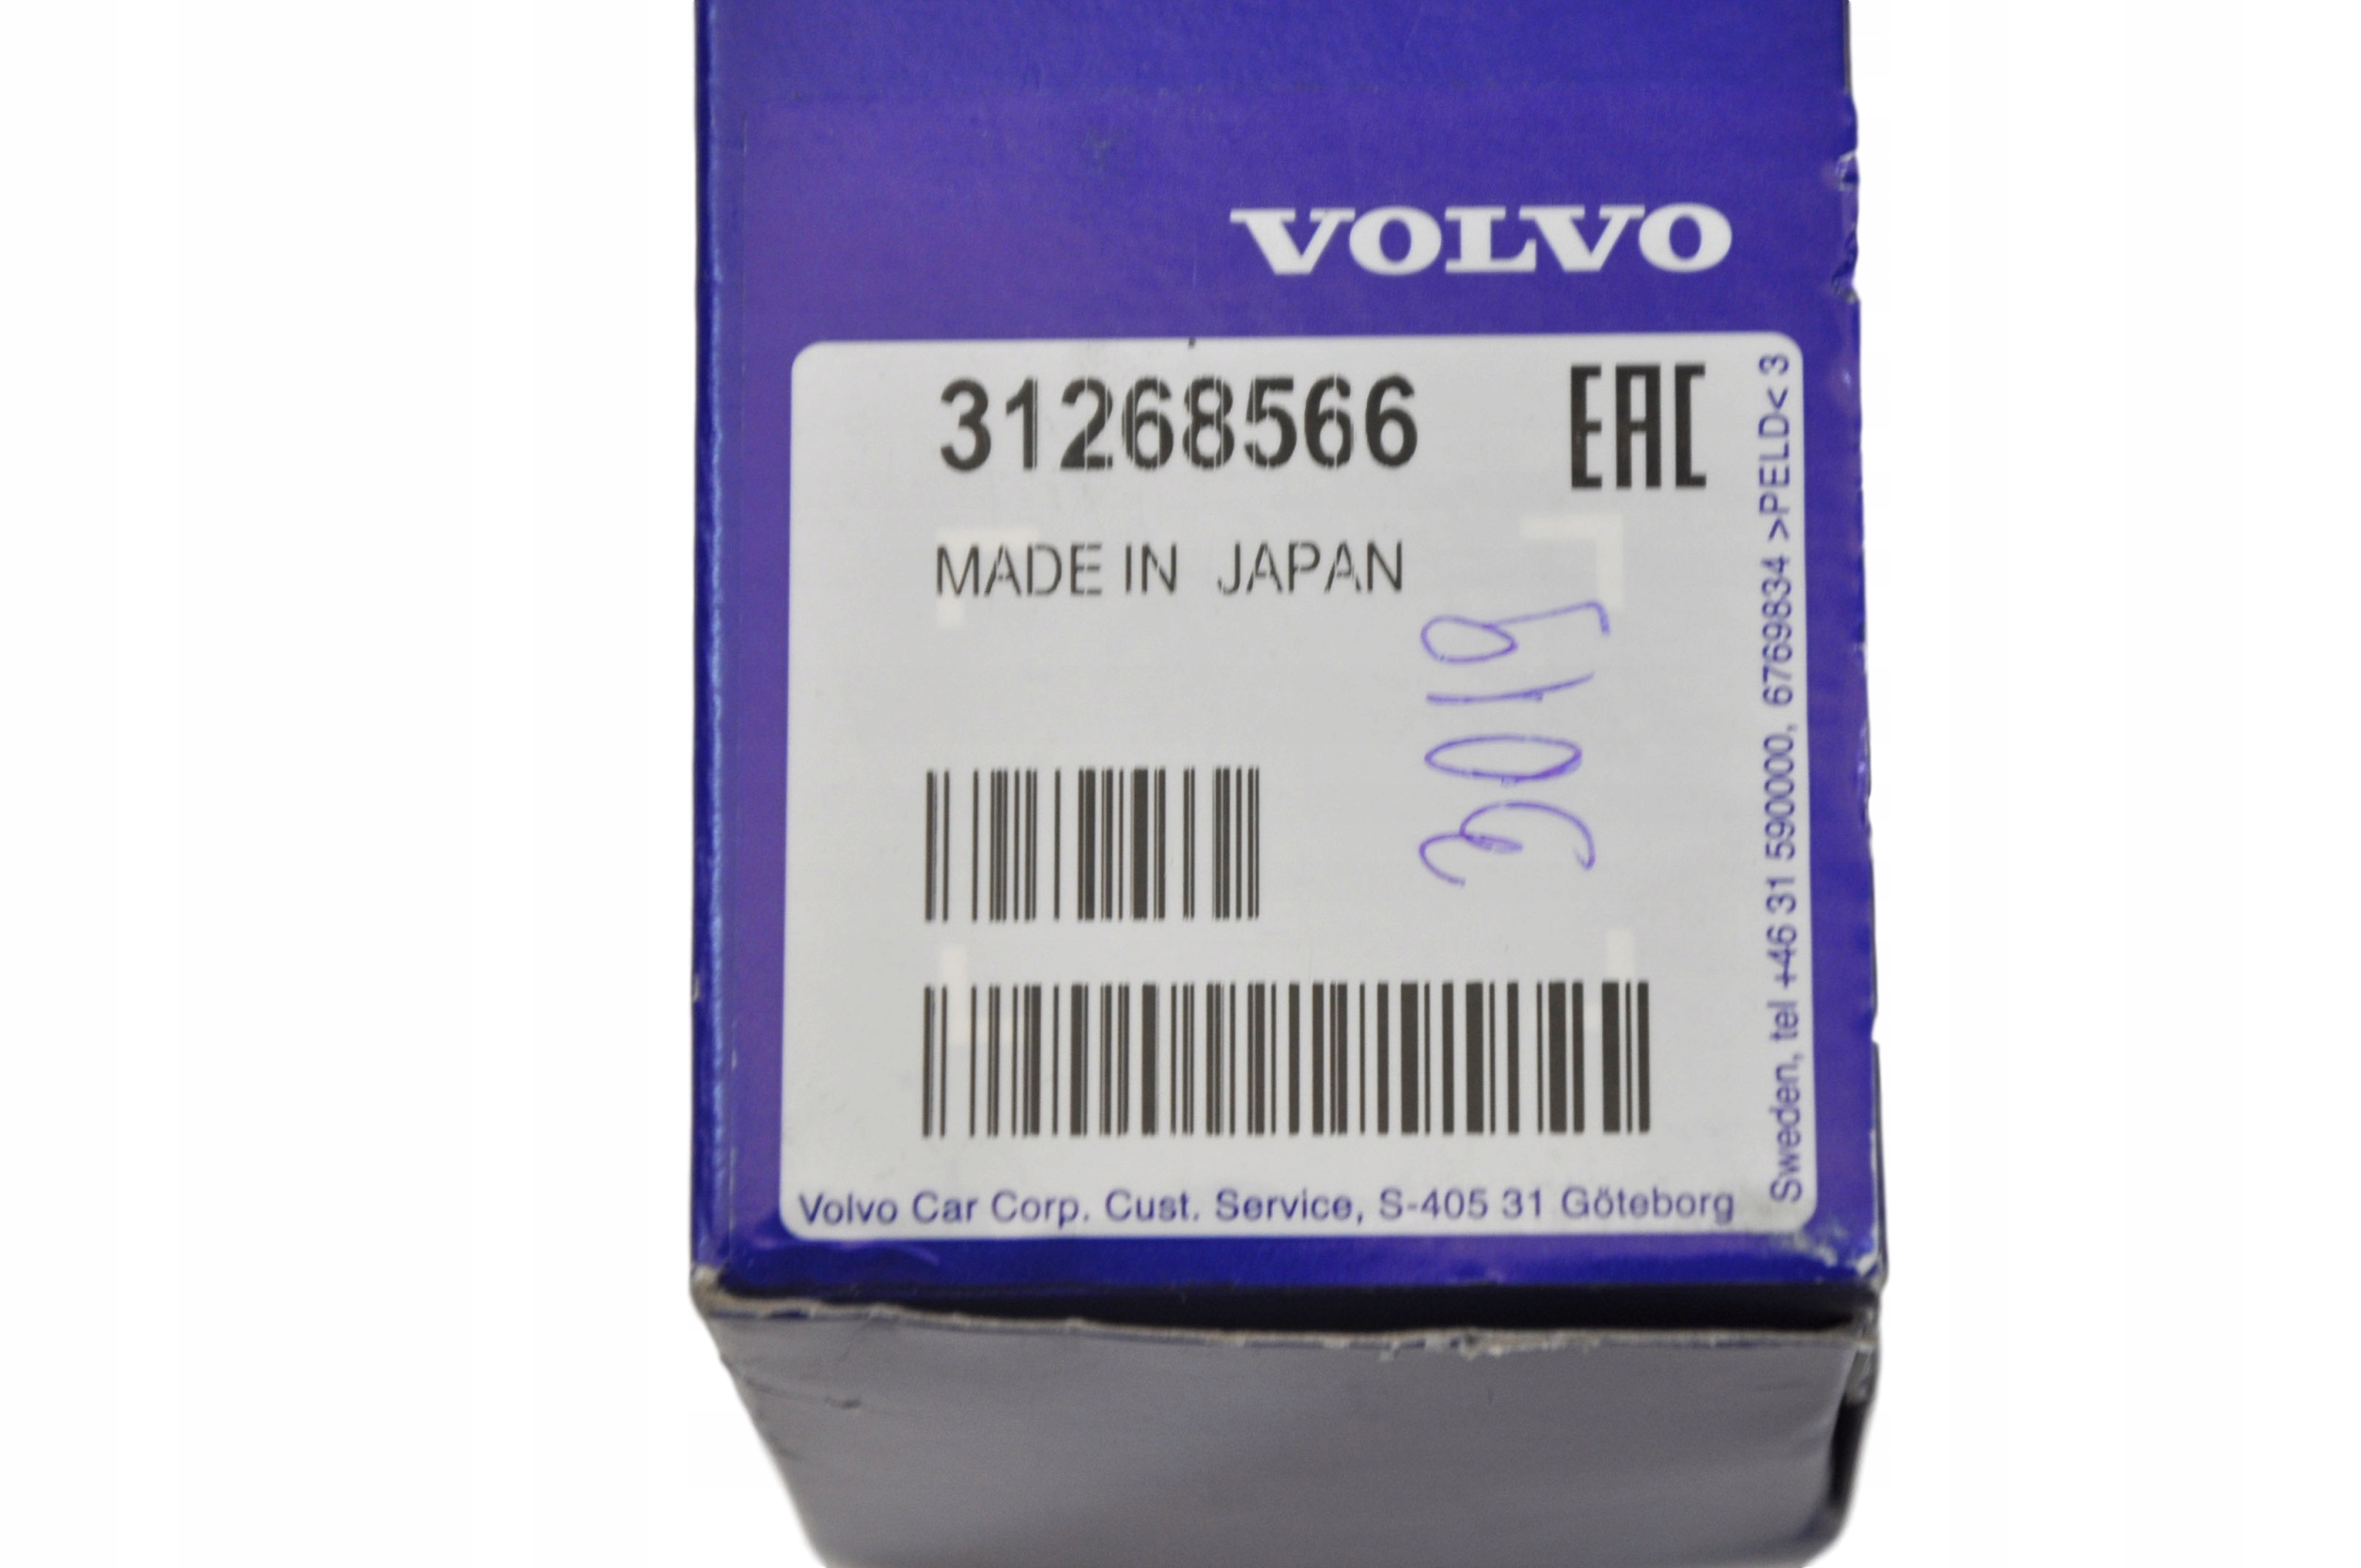 VOLVO
31268566
EAC
MADE IN JAPAN
3019
Volvo Car Corp. Cust. Service, S-405 31 Göteborg
Sweden, tel +46 31 590000, 6769834 >PELD< 3